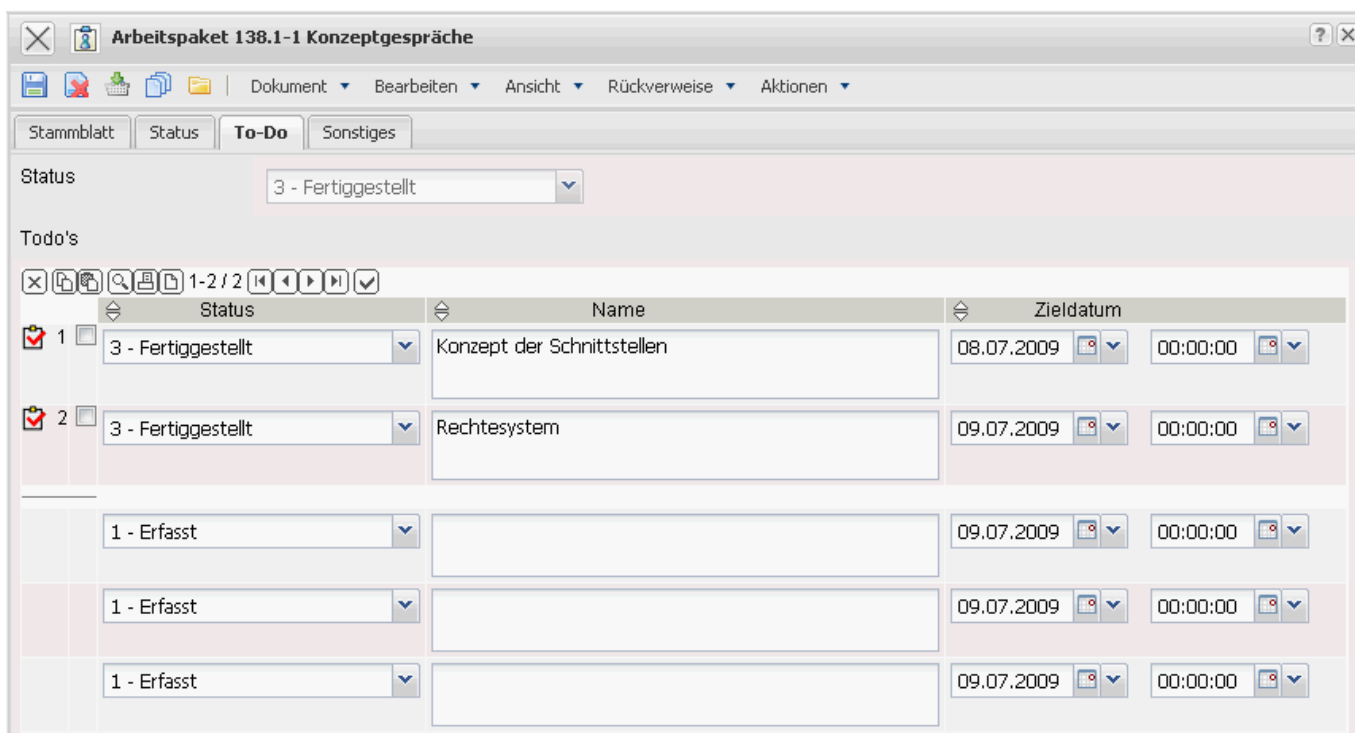 Arbeitspaket 138.1-1 Konzeptgespräche
Dokument Bearbeiten Ansicht Rückverweise Aktionen
Stammblatt Status To-Do Sonstiges
Status 3 - Fertiggestellt
Todo's
1-2 / 2
Status Name Zieldatum
1 3 - Fertiggestellt Konzept der Schnittstellen 08.07.2009 00:00:00
2 3 - Fertiggestellt Rechtesystem 09.07.2009 00:00:00
1 - Erfasst 09.07.2009 00:00:00
1 - Erfasst 09.07.2009 00:00:00
1 - Erfasst 09.07.2009 00:00:00